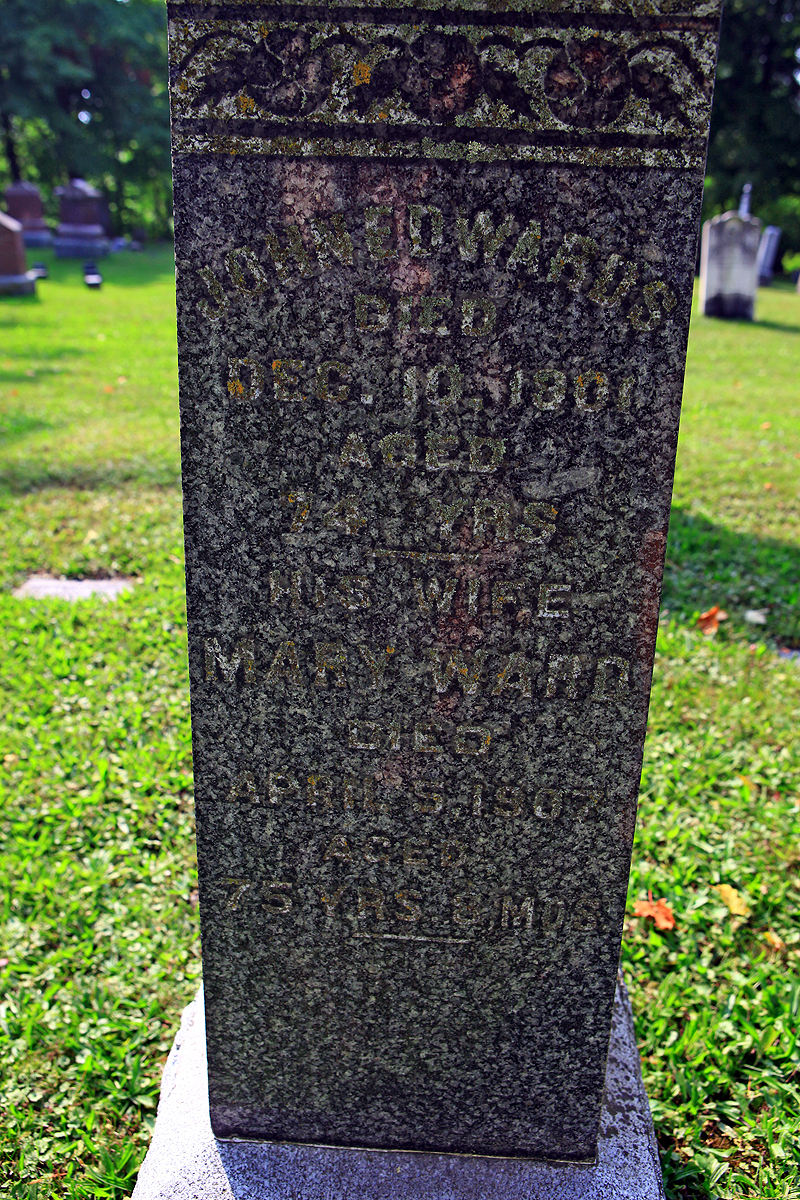 JOHN EDWARDS
DIED
DEC. 10, 1901
AGED
74 YRS.
HIS WIFE
MARY WARD
DIED
APRIL 5, 1907
AGED
75 YRS. 8 MOS.